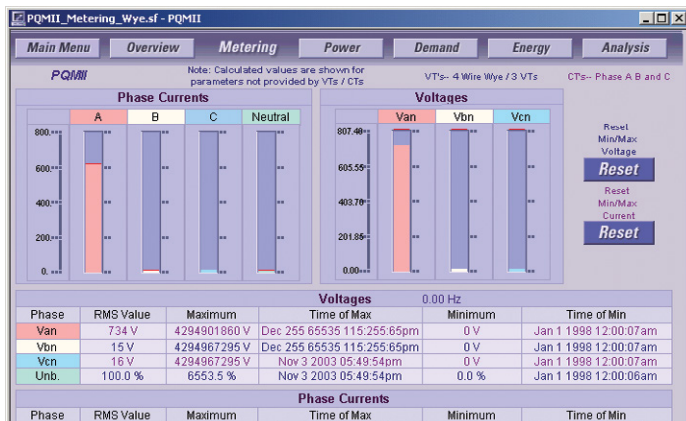 PQMII_Metering_Wye.sf - PQMII
Main Menu Overview Metering Power Demand Energy Analysis
PQMII Note: Calculated values are shown for parameters not provided by VTs / CTs VT's-- 4 Wire Wye / 3 VTs CT's-- Phase A B and C
Phase Currents Voltages
A B C Neutral Van Vbn Vcn
800. 807.48
600. 605.55
400. 403.70
200. 201.85
0. 0.00
Reset
Min/Max
Voltage
Reset
Reset
Min/Max
Current
Reset
Voltages 0.00 Hz
Phase RMS Value Maximum Time of Max Minimum Time of Min
Van 734 V 4294901860 V Dec 255 65535 115:255:65pm 0 V Jan 1 1998 12:00:07am
Vbn 15 V 4294967295 V Dec 255 65535 115:255:65pm 0 V Jan 1 1998 12:00:07am
Vcn 16 V 4294967295 V Nov 3 2003 05:49:54pm 0 V Jan 1 1998 12:00:07am
Unb. 100.0 % 6553.5 % Nov 3 2003 05:49:54pm 0.0 % Jan 1 1998 12:00:06am
Phase Currents
Phase RMS Value Maximum Time of Max Minimum Time of Min